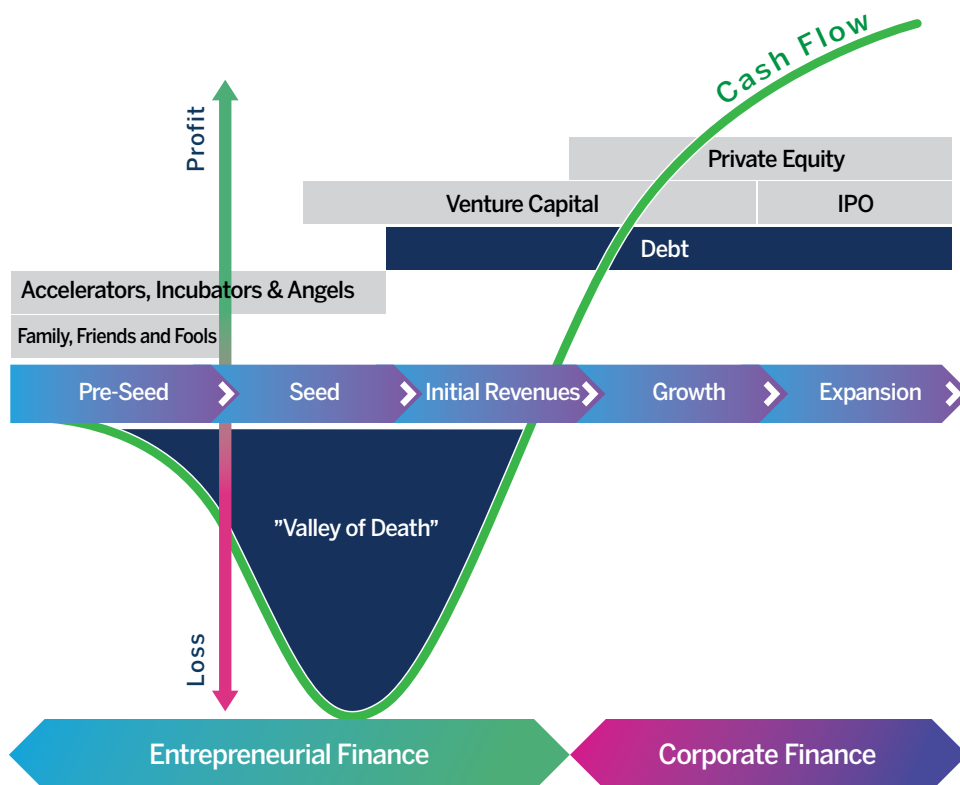 Cash Flow
Profit
Private Equity
Venture Capital
IPO
Debt
Accelerators, Incubators & Angels
Family, Friends and Fools
Pre-Seed
Seed
Initial Revenues
Growth
Expansion
”Valley of Death”
Loss
Entrepreneurial Finance
Corporate Finance